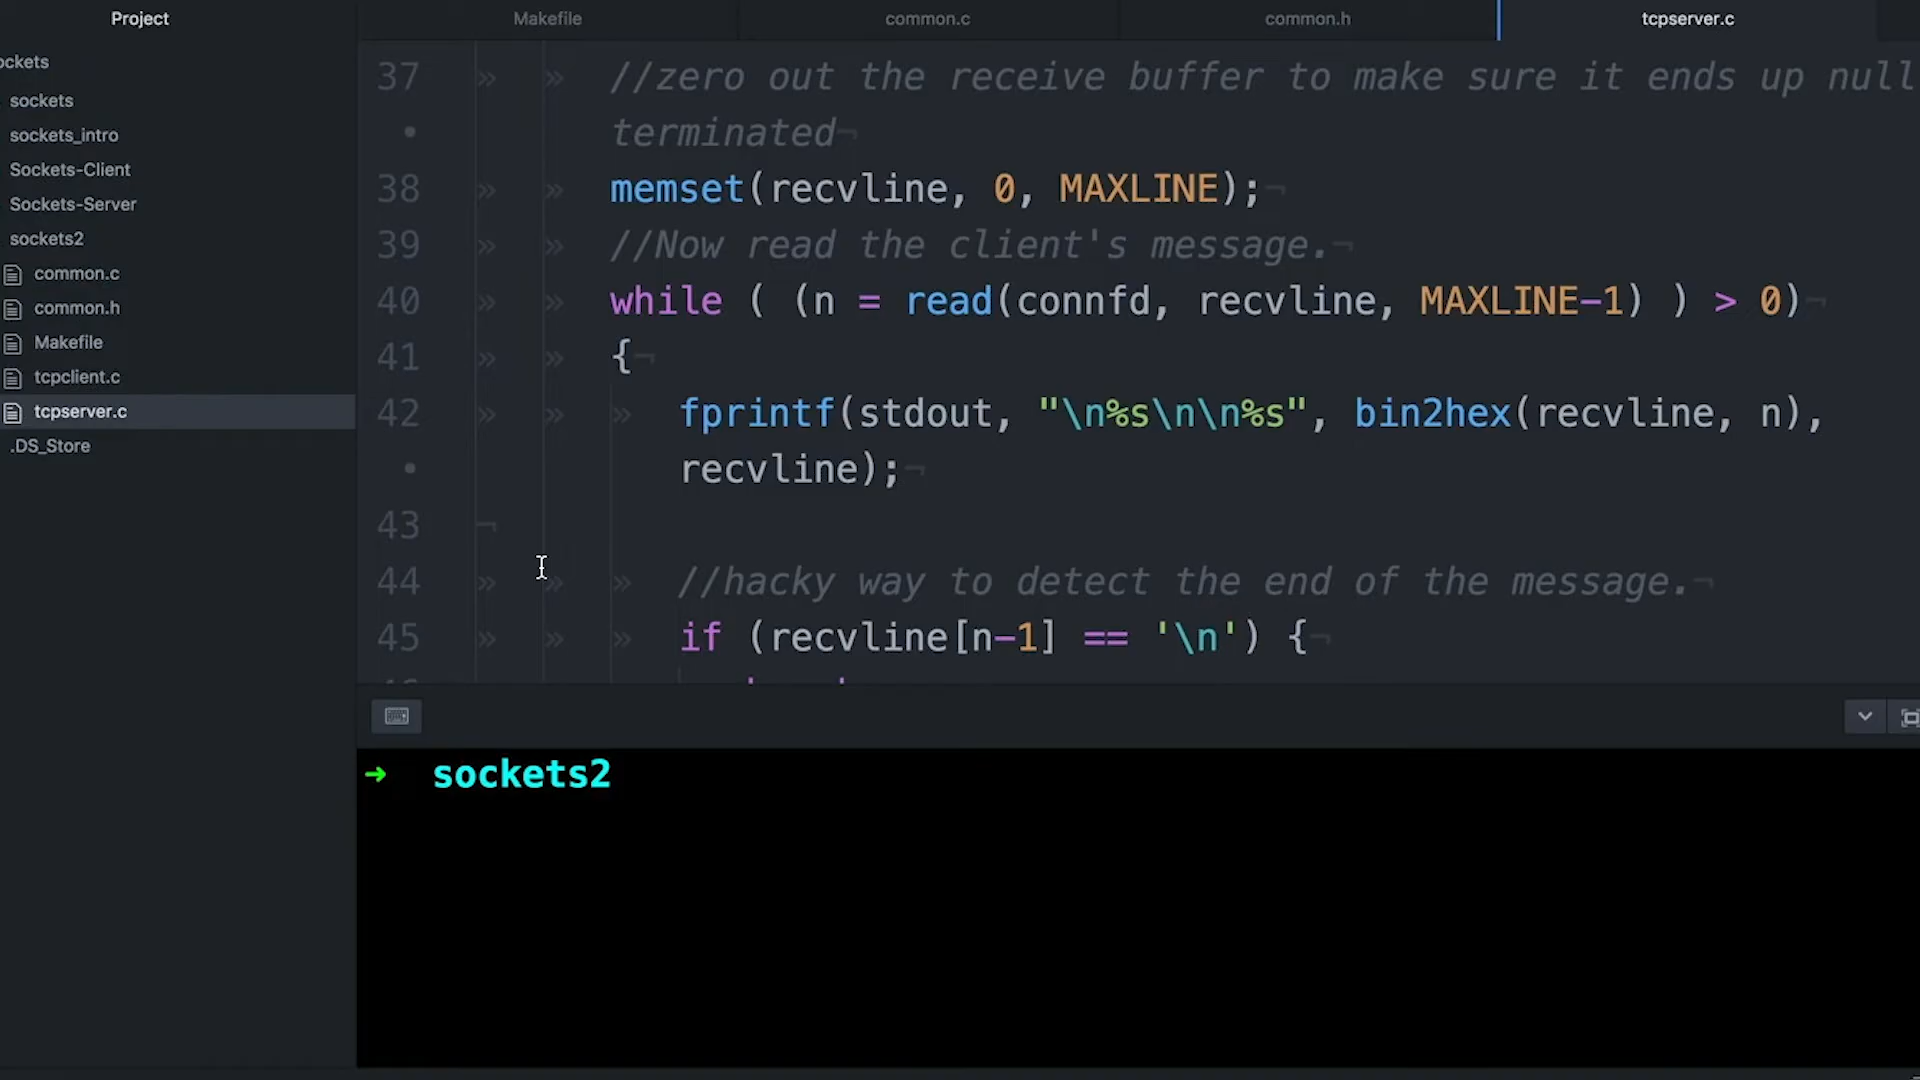 Project
Makefile
common.c
common.h
tcpserver.c
ockets
sockets
sockets_intro
Sockets-Client
Sockets-Server
sockets2
common.c
common.h
Makefile
tcpclient.c
tcpserver.c
.DS_Store
37 //zero out the receive buffer to make sure it ends up null
terminated
38 memset(recvline, 0, MAXLINE);
39 //Now read the client's message.
40 while ( (n = read(connfd, recvline, MAXLINE-1) ) > 0)
41 {
42 fprintf(stdout, "\n%s\n\n%s", bin2hex(recvline, n),
recvline);
43
44 //hacky way to detect the end of the message.
45 if (recvline[n-1] == '\n') {
➜ sockets2